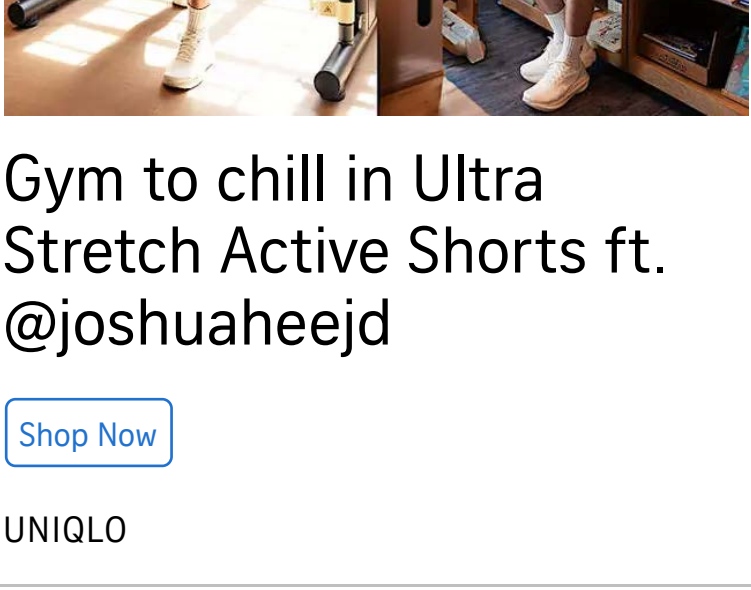 Gym to chill in Ultra
Stretch Active Shorts ft.
@joshuaheejd
Shop Now
UNIQLO